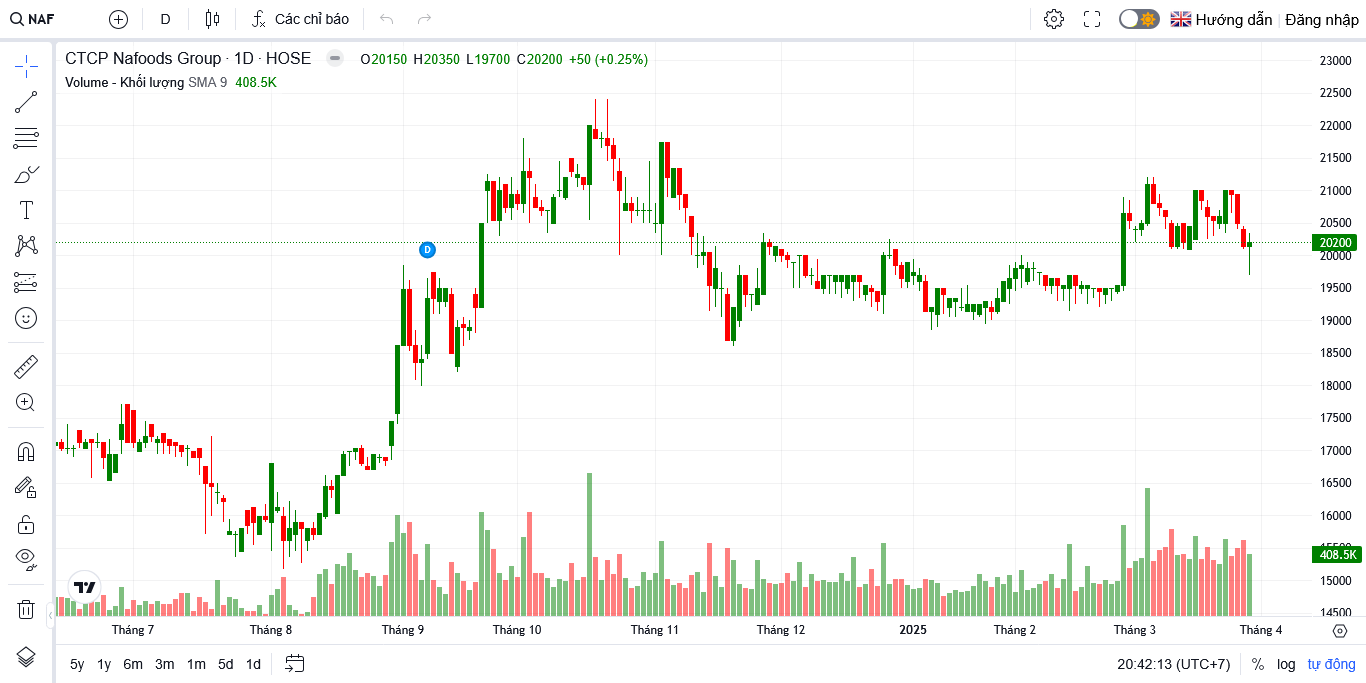 NAF D Các chỉ báo Hướng dẫn Đăng nhập
CTCP Nafoods Group · 1D · HOSE O20150 H20350 L19700 C20200 +50 (+0.25%)
Volume - Khối lượng SMA 9 408.5K
D
23000
22500
22000
21500
21000
20500
20200
20000
19500
19000
18500
18000
17500
17000
16500
16000
15500
408.5K
15000
14500
Tháng 7 Tháng 8 Tháng 9 Tháng 10 Tháng 11 Tháng 12 2025 Tháng 2 Tháng 3 Tháng 4
5y 1y 6m 3m 1m 5d 1d 20:42:13 (UTC+7) % log tự động